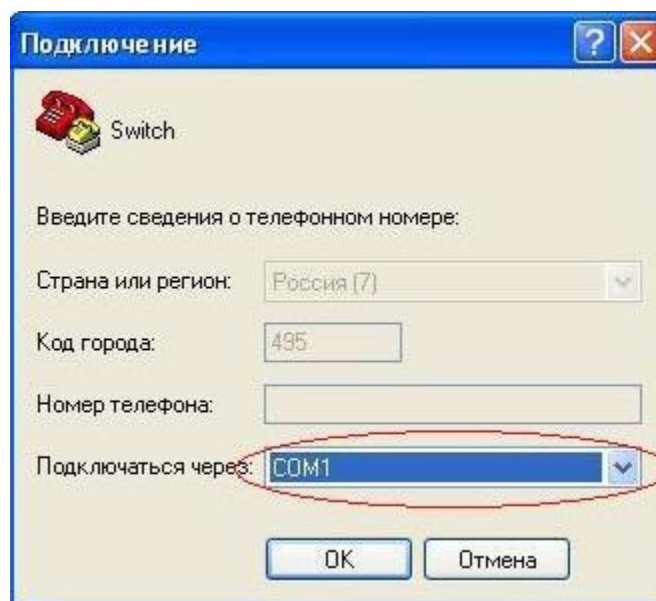 Подключение
Switch
Введите сведения о телефонном номере:
Страна или регион: Россия (7)
Код города: 495
Номер телефона:
Подключаться через: COM1
OK Отмена